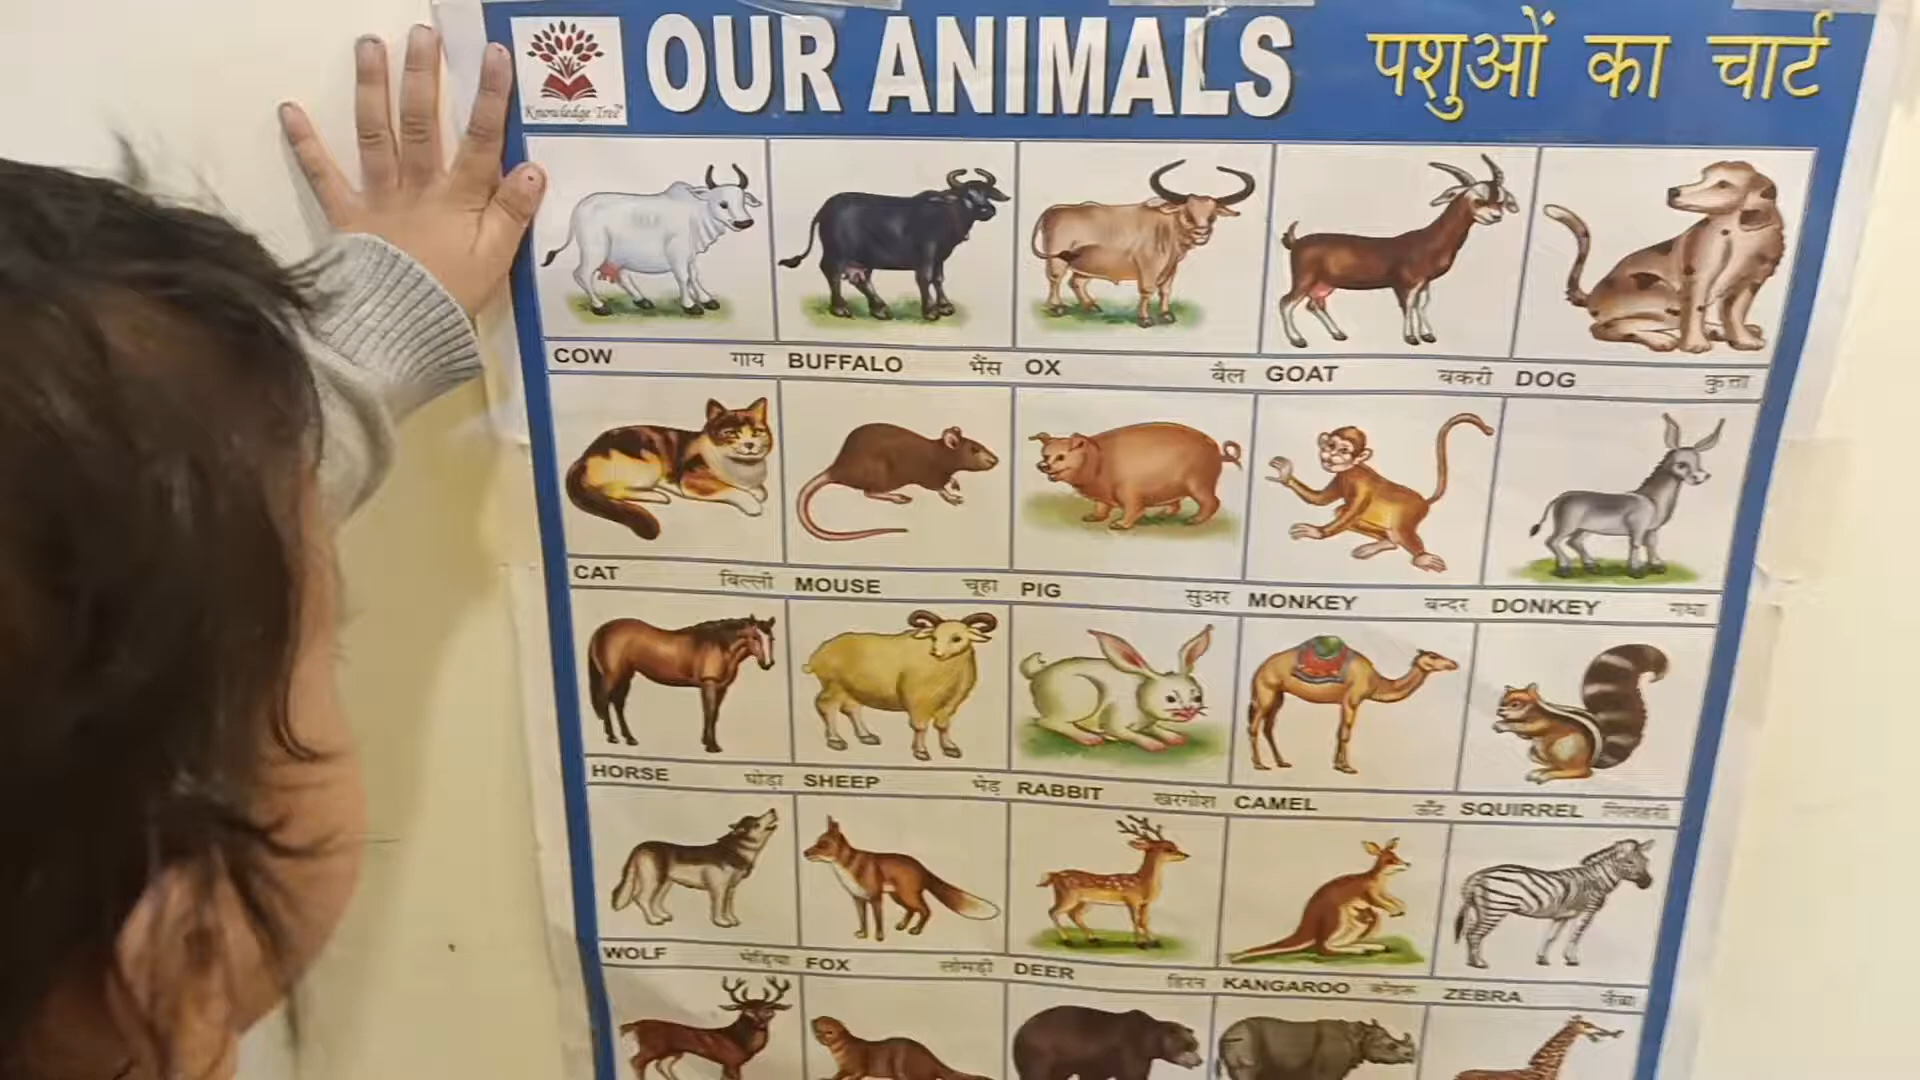 OUR ANIMALS पशुओं का चार्ट
Knowledge Tree
COW गाय BUFFALO भैंस OX बैल GOAT बकरी DOG कुत्ता
CAT बिल्ली MOUSE चूहा PIG सुअर MONKEY बन्दर DONKEY गधा
HORSE घोड़ा SHEEP भेड़ RABBIT खरगोश CAMEL ऊँट SQUIRREL गिलहरी
WOLF भेड़िया FOX लोमड़ी DEER हिरन KANGAROO ZEBRA